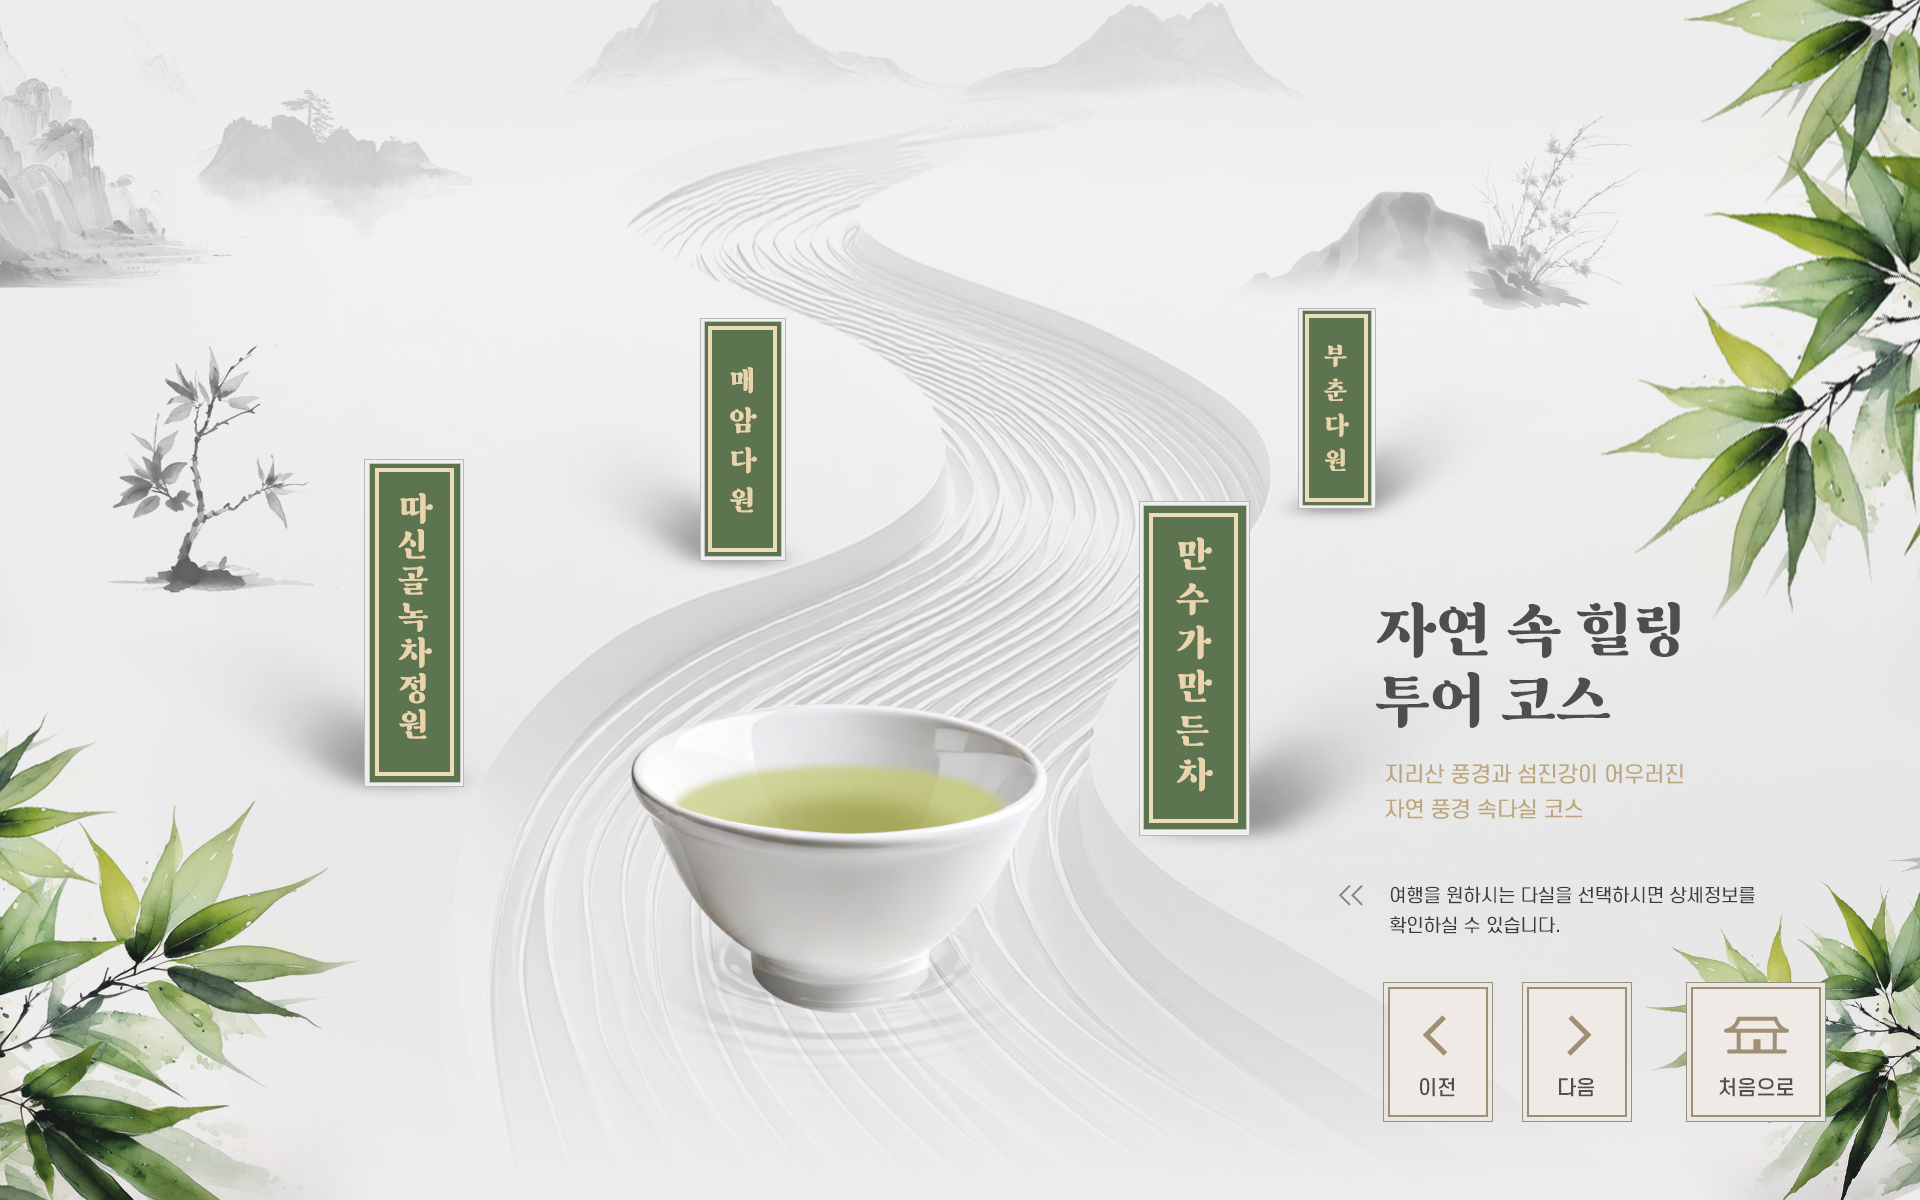 따신골녹차정원
매암다원
만수가만든차
부춘다원
자연 속 힐링
투어 코스
지리산 풍경과 섬진강이 어우러진
자연 풍경 속다실 코스
여행을 원하시는 다실을 선택하시면 상세정보를
확인하실 수 있습니다.
이전
다음
처음으로